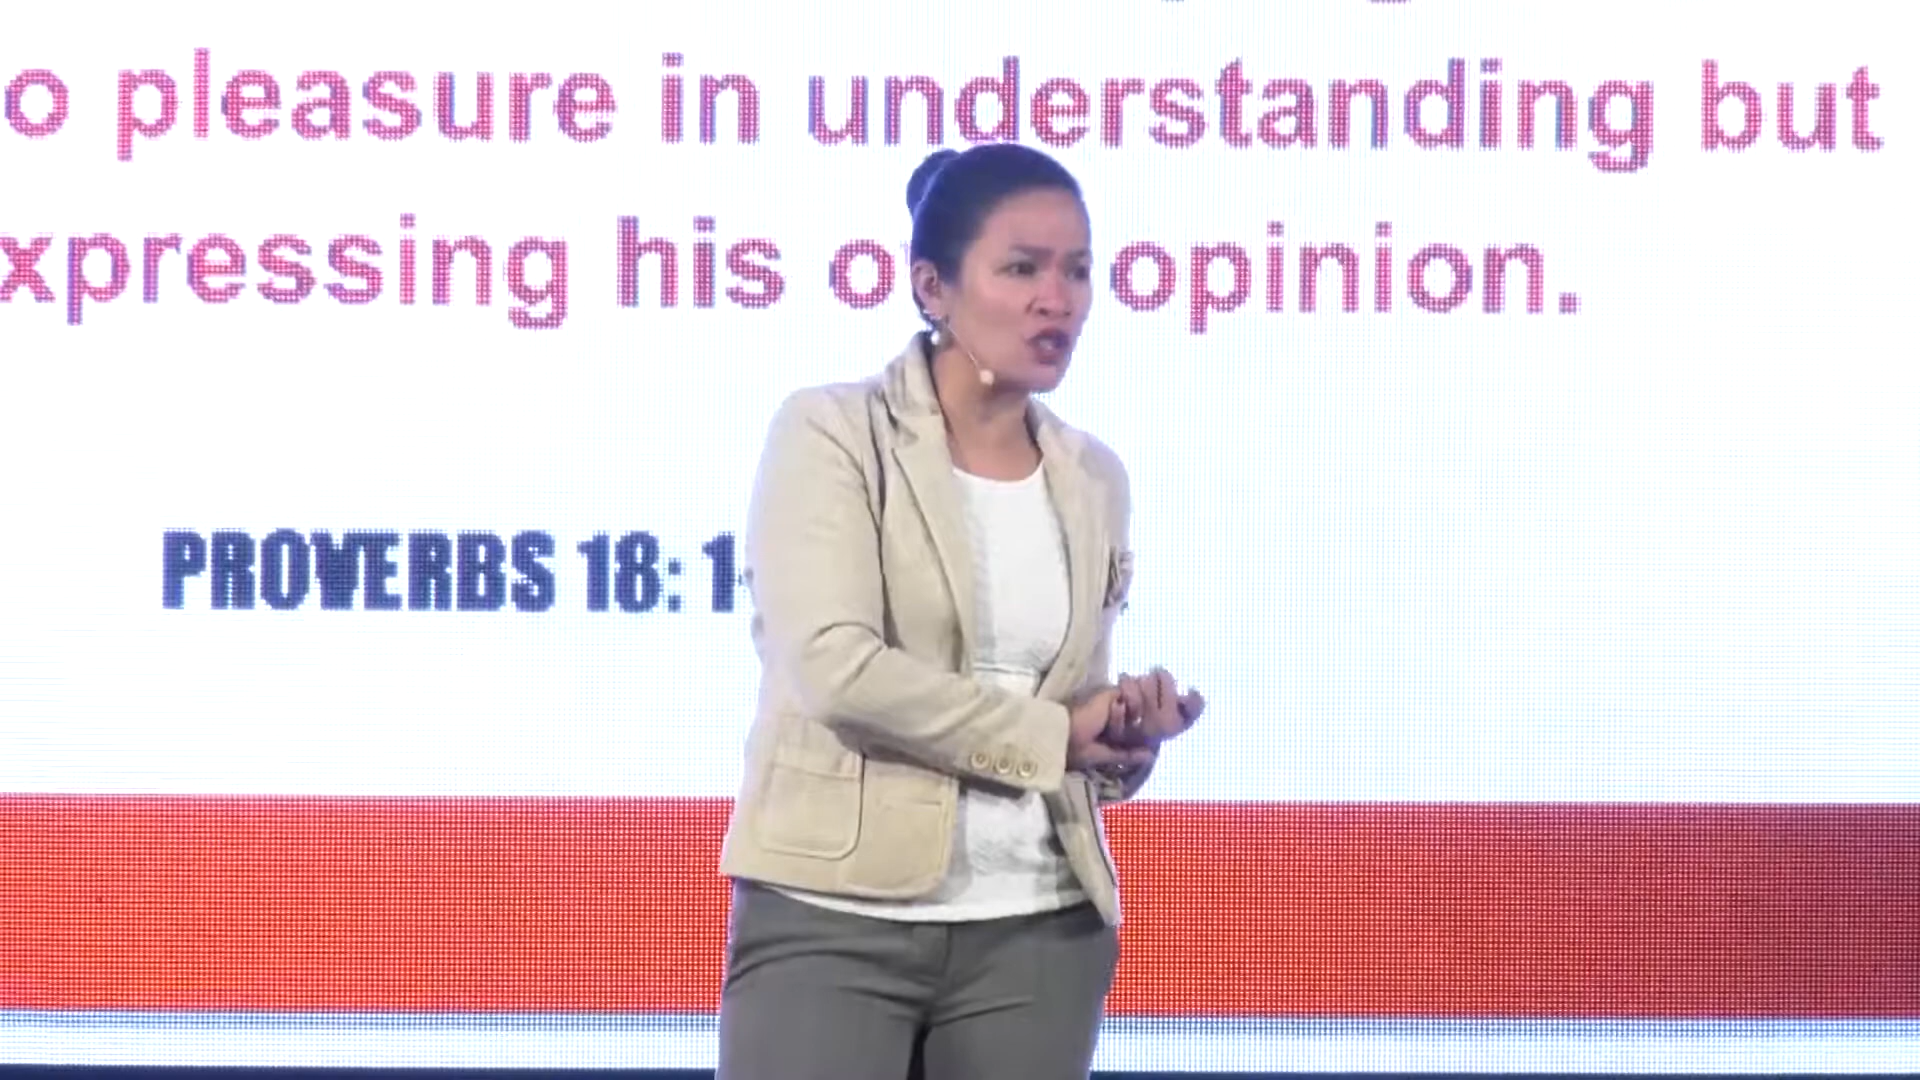 o pleasure in understanding but
xpressing his o opinion.
PROVERBS 18: 1